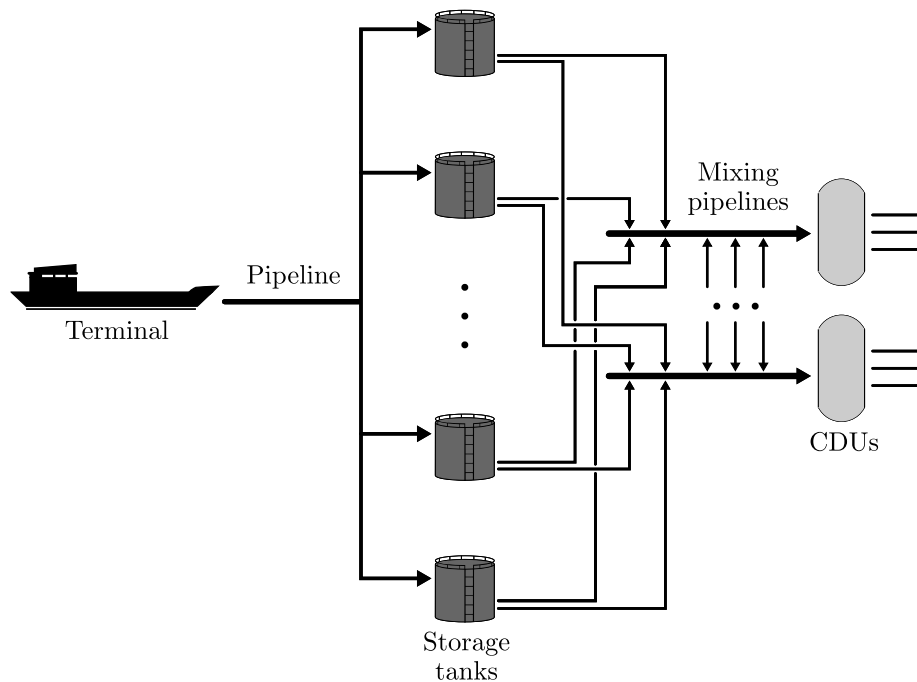 Mixing
pipelines
Pipeline
Terminal
CDUs
Storage
tanks